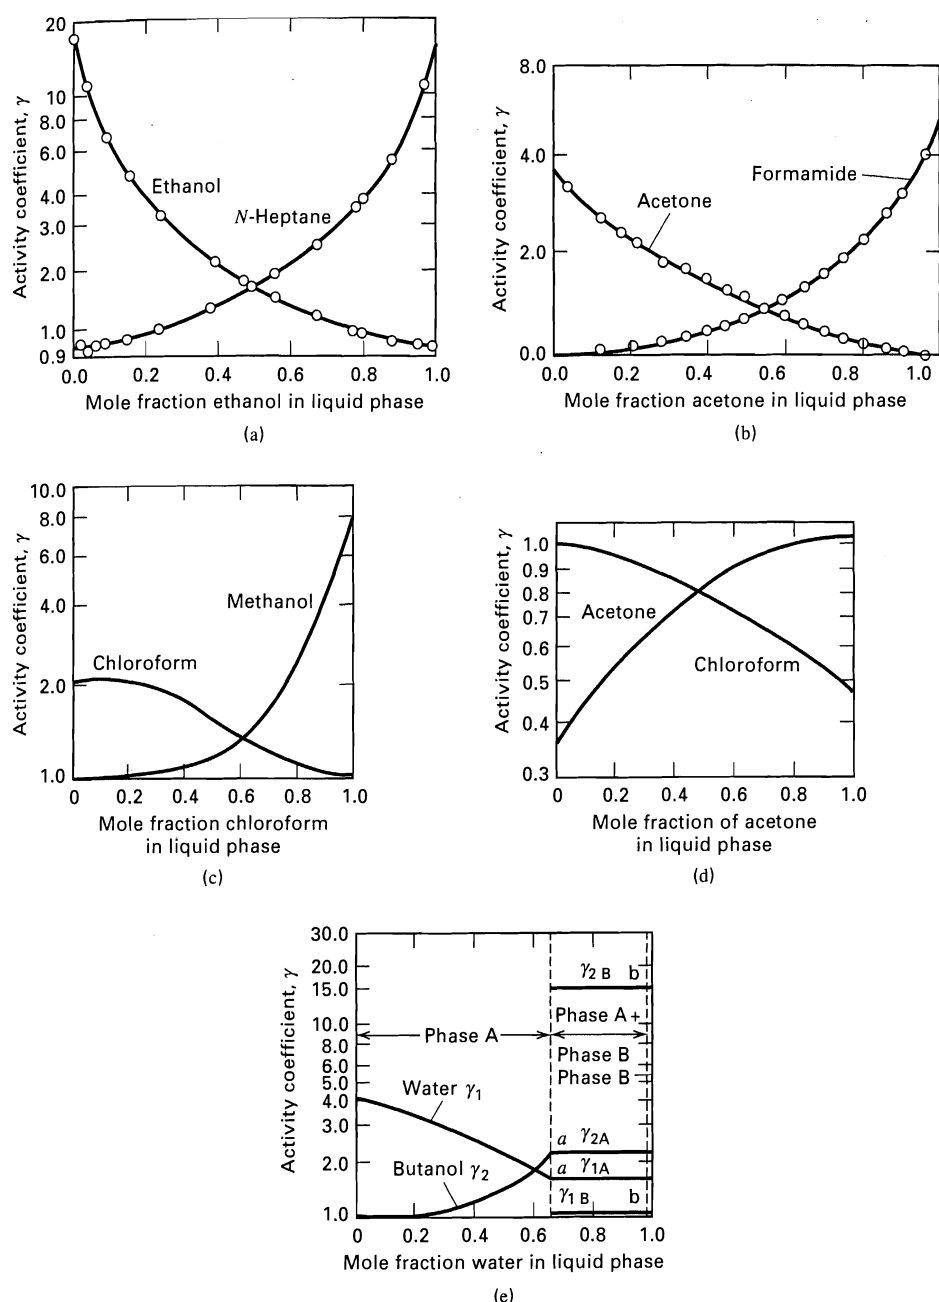 Activity coefficient, γ
20
10
8.0
6.0
4.0
3.0
2.0
1.0
0.9
Ethanol
N-Heptane
0.0 0.2 0.4 0.6 0.8 1.0
Mole fraction ethanol in liquid phase
(a)
Activity coefficient, γ
8.0
4.0
2.0
0.0
Formamide
Acetone
0.0 0.2 0.4 0.6 0.8 1.0
Mole fraction acetone in liquid phase
(b)
Activity coefficient, γ
10.0
8.0
6.0
4.0
2.0
1.0
Methanol
Chloroform
0 0.2 0.4 0.6 0.8 1.0
Mole fraction chloroform
in liquid phase
(c)
Activity coefficient, γ
1.0
0.9
0.8
0.7
0.6
0.5
0.4
0.3
Acetone
Chloroform
0 0.2 0.4 0.6 0.8 1.0
Mole fraction of acetone
in liquid phase
(d)
Activity coefficient, γ
30.0
20.0
15.0
10.0
8.0
6.0
5.0
4.0
3.0
2.0
1.0
γ2B b
Phase A +
Phase A
Phase B
Phase B
Water γ1
a γ2A
Butanol γ2
a γ1A
γ1B b
0 0.2 0.4 0.6 0.8 1.0
Mole fraction water in liquid phase
(e)